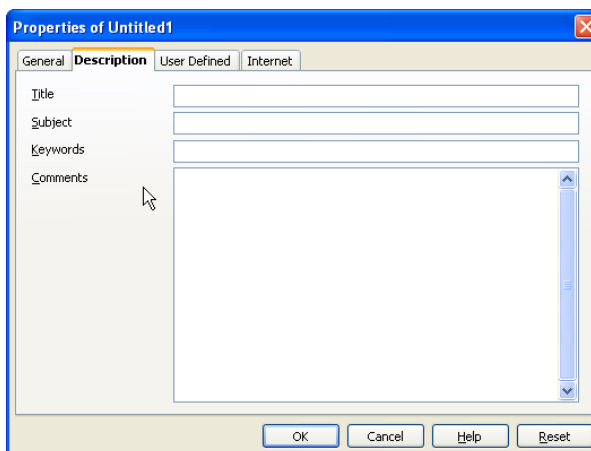 Properties of Untitled1
General Description User Defined Internet
Title
Subject
Keywords
Comments
OK Cancel Help Reset